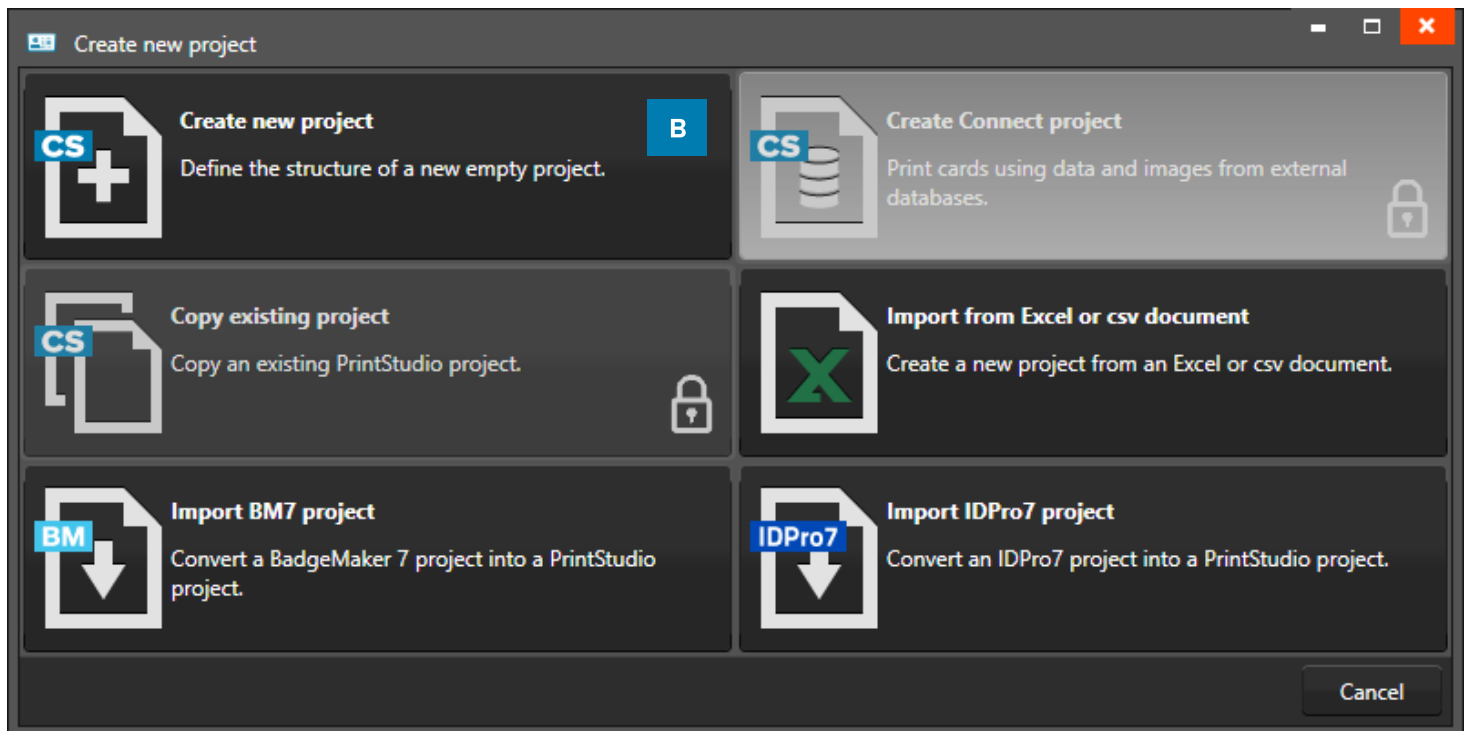 Create new project
CS
Create new project
B
Define the structure of a new empty project.
CS
Create Connect project
Print cards using data and images from external
databases.
CS
Copy existing project
Copy an existing PrintStudio project.
X
Import from Excel or csv document
Create a new project from an Excel or csv document.
BM
Import BM7 project
Convert a BadgeMaker 7 project into a PrintStudio
project.
IDPro7
Import IDPro7 project
Convert an IDPro7 project into a PrintStudio project.
Cancel